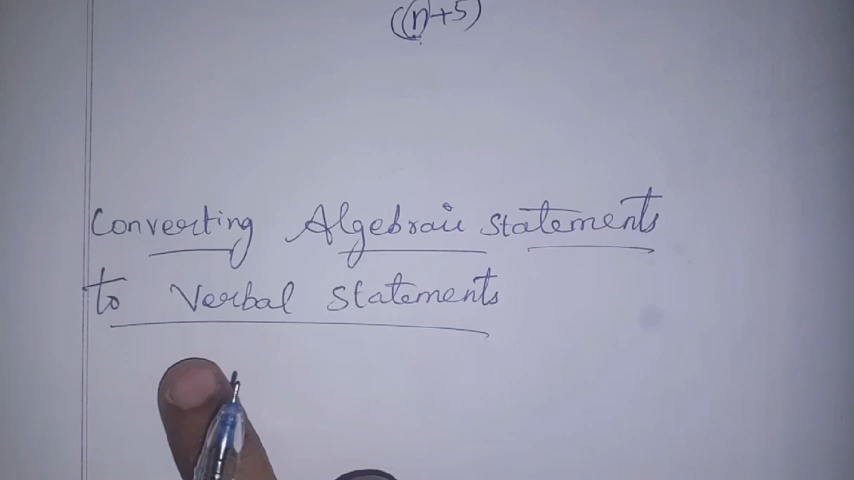 (n+5)
Converting Algebraic Statements
to Verbal Statements